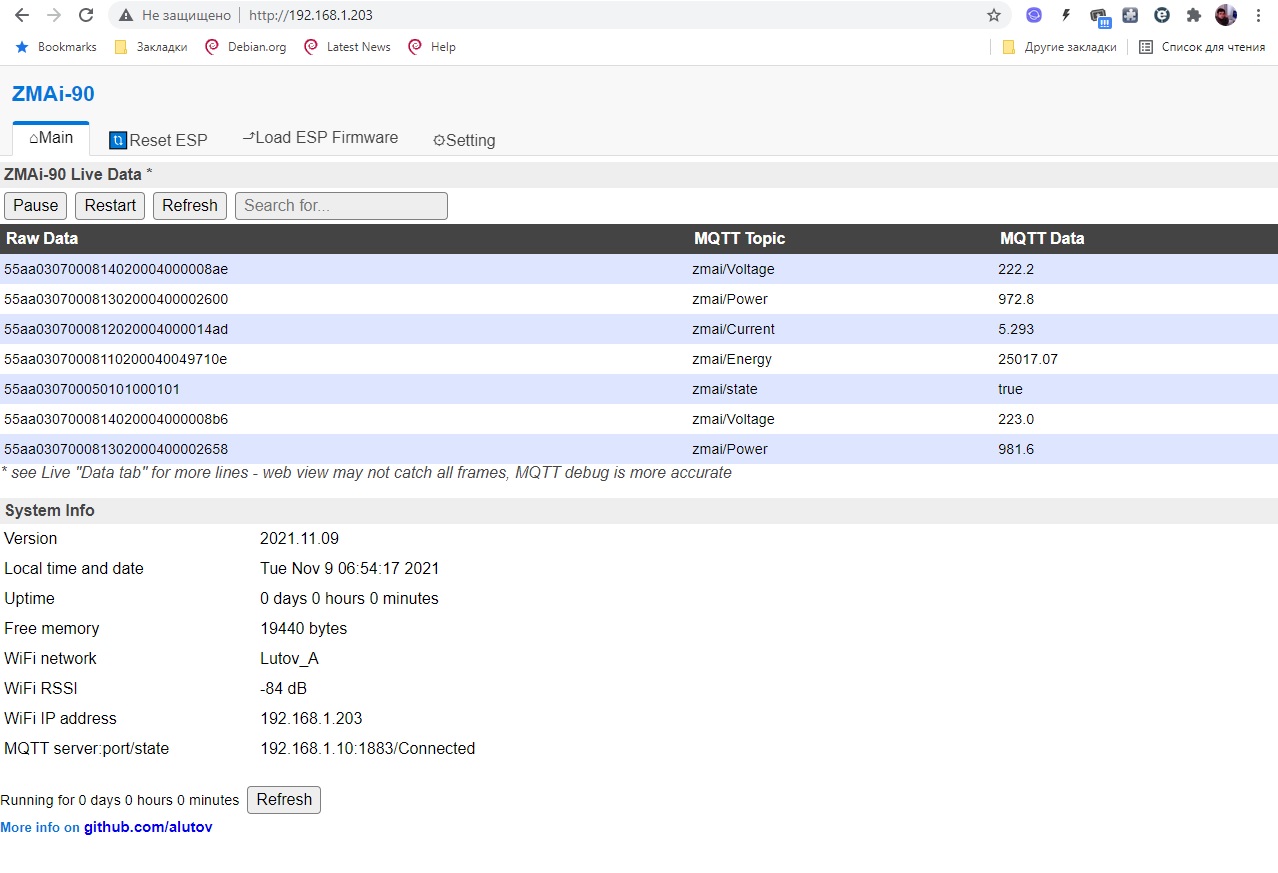 Не защищено http://192.168.1.203
Bookmarks Закладки Debian.org Latest News Help Другие закладки Список для чтения
ZMAi-90
Main Reset ESP Load ESP Firmware Setting
ZMAi-90 Live Data *
Pause Restart Refresh Search for...
Raw Data MQTT Topic MQTT Data
55aa0307000814020004000008ae zmai/Voltage 222.2
55aa030700081302000400002600 zmai/Power 972.8
55aa0307000812020004000014ad zmai/Current 5.293
55aa03070008110200040049710e zmai/Energy 25017.07
55aa030700050101000101 zmai/state true
55aa0307000814020004000008b6 zmai/Voltage 223.0
55aa030700081302000400002658 zmai/Power 981.6
* see Live "Data tab" for more lines - web view may not catch all frames, MQTT debug is more accurate
System Info
Version 2021.11.09
Local time and date Tue Nov 9 06:54:17 2021
Uptime 0 days 0 hours 0 minutes
Free memory 19440 bytes
WiFi network Lutov_A
WiFi RSSI -84 dB
WiFi IP address 192.168.1.203
MQTT server:port/state 192.168.1.10:1883/Connected
Running for 0 days 0 hours 0 minutes Refresh
More info on github.com/alutov